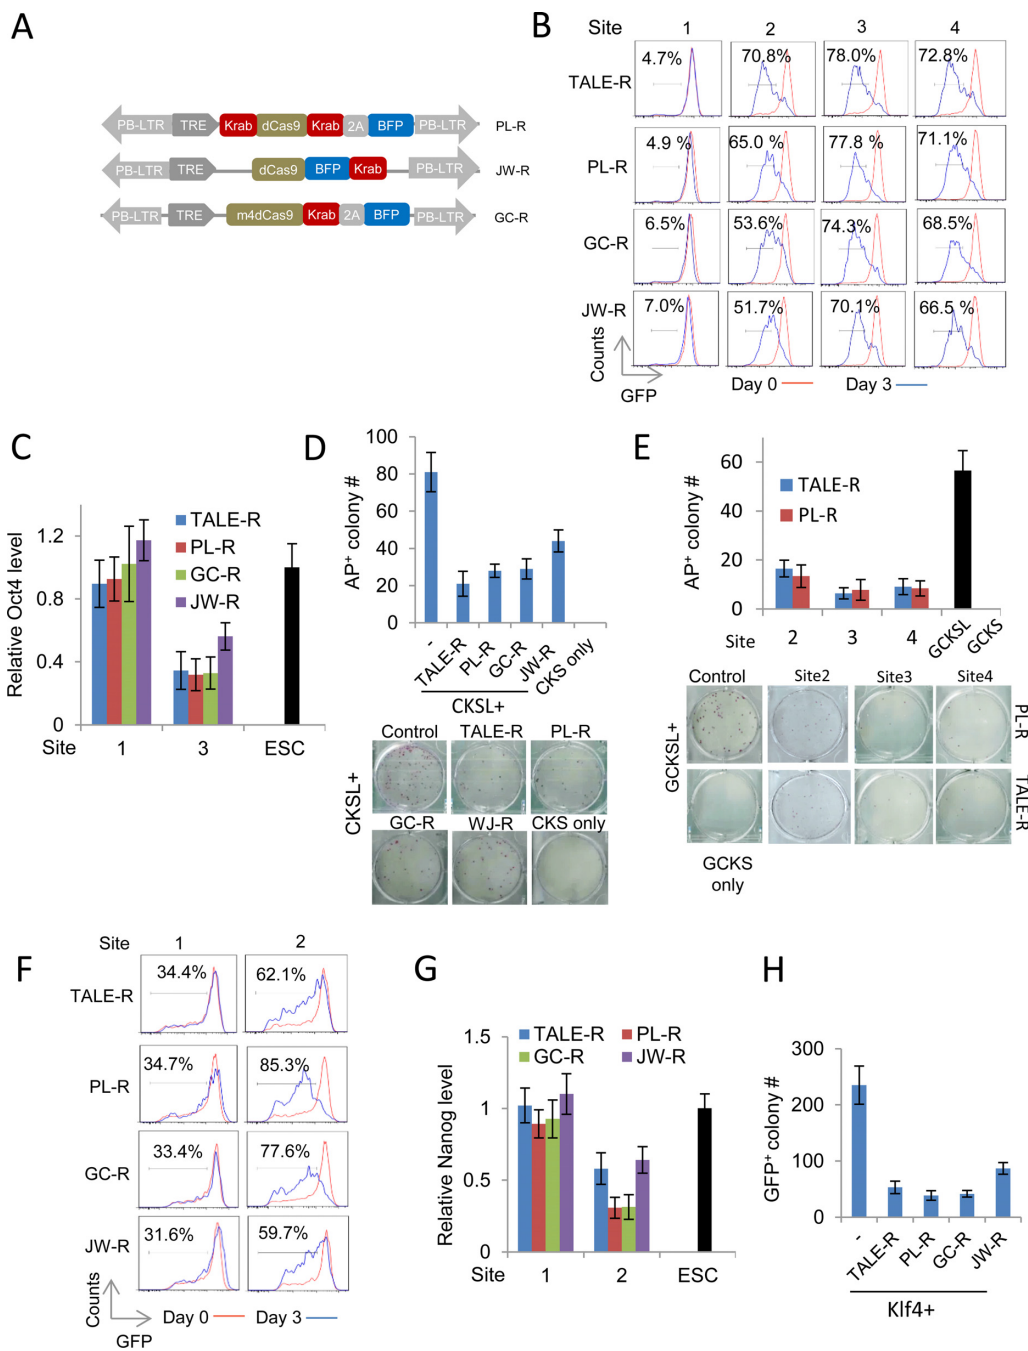 A
PB-LTR TRE Krab dCas9 Krab 2A BFP PB-LTR PL-R
PB-LTR TRE dCas9 BFP Krab PB-LTR JW-R
PB-LTR TRE m4dCas9 Krab 2A BFP PB-LTR GC-R
B
Site 1 2 3 4
TALE-R 4.7% 70.8% 78.0% 72.8%
PL-R 4.9 % 65.0 % 77.8 % 71.1%
GC-R 6.5% 53.6% 74.3% 68.5%
JW-R 7.0% 51.7% 70.1% 66.5 %
Counts
GFP
Day 0 Day 3
C
Relative Oct4 level
1.2
0.8
0.4
0
TALE-R
PL-R
GC-R
JW-R
Site 1 3 ESC
D
AP+ colony #
100
80
60
40
20
0
- TALE-R PL-R GC-R JW-R CKS only
CKSL+
CKSL+
Control TALE-R PL-R
GC-R WJ-R CKS only
E
AP+ colony #
60
40
20
0
TALE-R
PL-R
Site 2 3 4 GCKSL GCKS
GCKSL+
Control Site2 Site3 Site4
PL-R
TALE-R
GCKS
only
F
Site 1 2
TALE-R 34.4% 62.1%
PL-R 34.7% 85.3%
GC-R 33.4% 77.6%
JW-R 31.6% 59.7%
Counts
GFP
Day 0 Day 3
G
Relative Nanog level
1.5
1
0.5
0
TALE-R PL-R
GC-R JW-R
Site 1 2 ESC
H
GFP+ colony #
300
200
100
0
- TALE-R PL-R GC-R JW-R
Klf4+